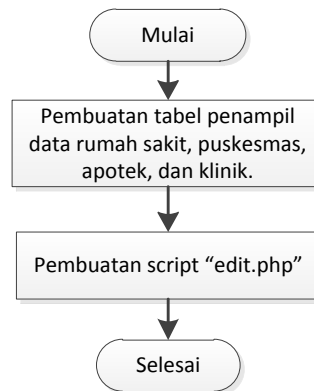 Mulai
Pembuatan tabel penampil
data rumah sakit, puskesmas,
apotek, dan klinik.
Pembuatan script “edit.php”
Selesai